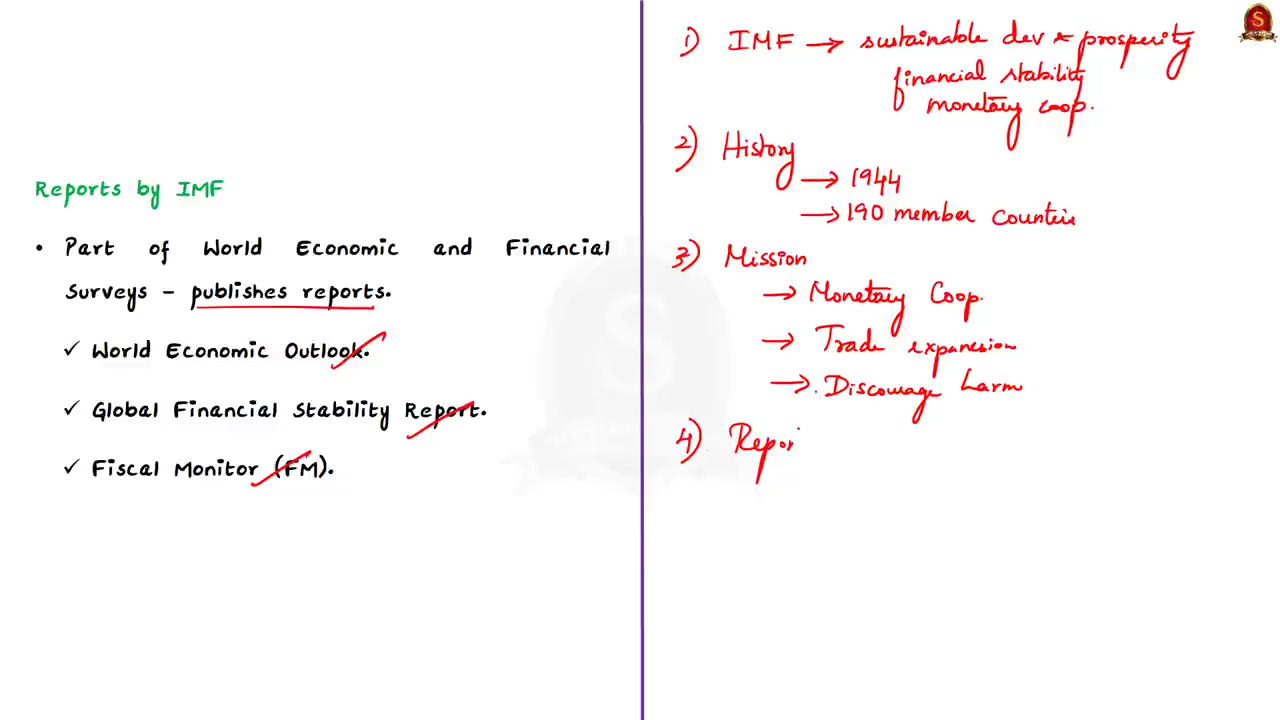 Reports by IMF
• Part of World Economic and Financial
Surveys – publishes reports.
✓ World Economic Outlook.
✓ Global Financial Stability Report.
✓ Fiscal Monitor (FM).
1) IMF → sustainable dev & prosperity
financial stability
monetary coop.
2) History
→ 1944
→ 190 member
3) Mission
→ Monetary Coop.
→ Trade expansion
→ Discourage harm
4) Repor